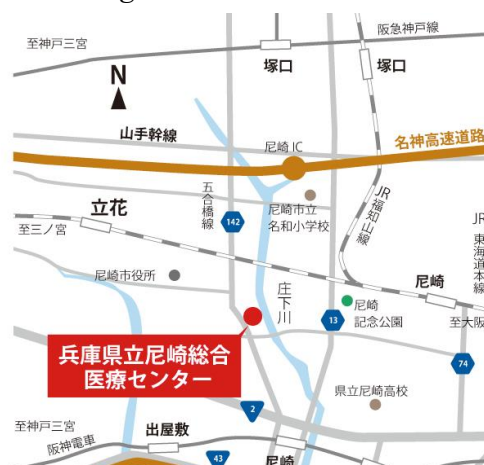 阪急神戸線
至神戸三宮
塚口
塚口
N
山手幹線
尼崎IC
名神高速道路
五合橋線
尼崎市立
名和小学校
JR福知山線
立花
142
至三ノ宮
JR東海道本線
尼崎市役所
庄下川
尼崎
尼崎
記念公園
13
至大阪
兵庫県立尼崎総合
医療センター
74
県立尼崎高校
2
至神戸三宮
出屋敷
阪神電車
43
尼崎